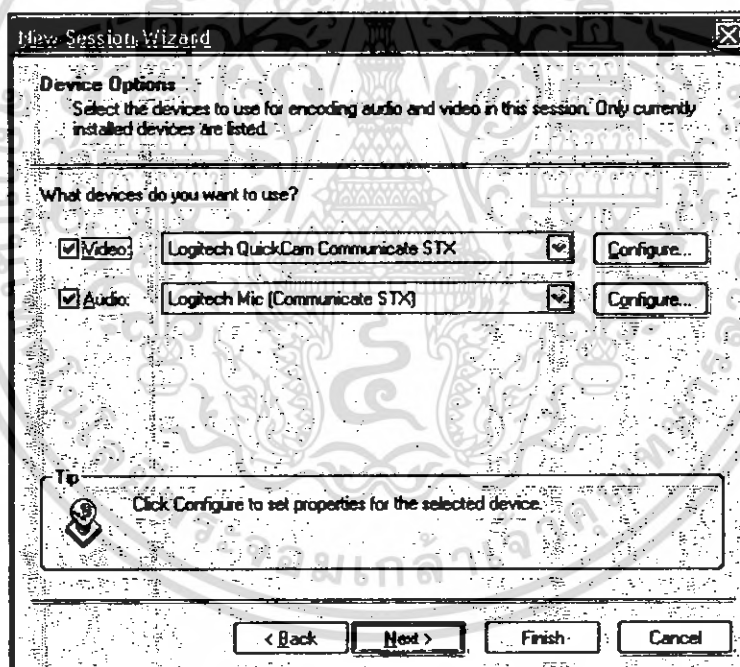 New Session Wizard
Device Options
Select the devices to use for encoding audio and video in this session. Only currently
installed devices are listed.
What devices do you want to use?
Video: Logitech QuickCam Communicate STX Configure...
Audio: Logitech Mic (Communicate STX) Configure...
Tip
Click Configure to set properties for the selected device.
< Back Next > Finish Cancel